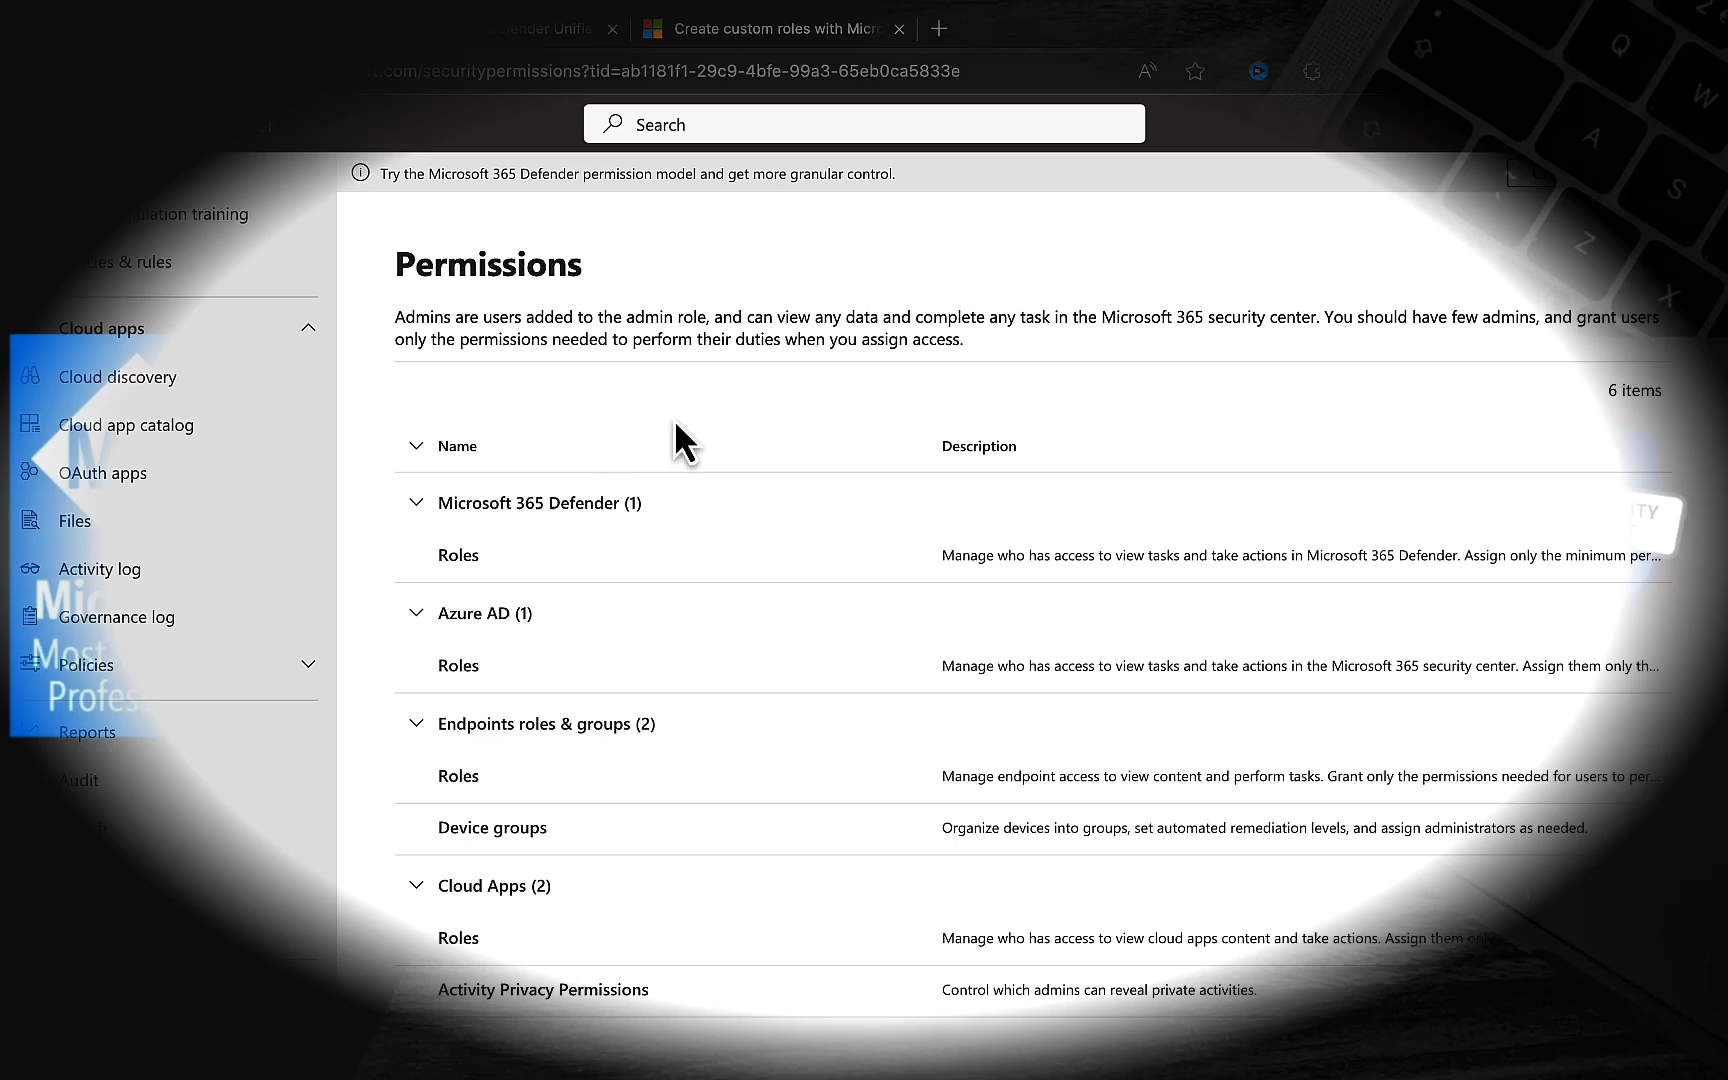 Create custom roles with Micr
.com/securitypermissions?tid=ab1181f1-29c9-4bfe-99a3-65eb0ca5833e
Search
Try the Microsoft 365 Defender permission model and get more granular control.
training
& rules
Cloud apps
Cloud discovery
Cloud app catalog
OAuth apps
Files
Activity log
Governance log
Policies
Reports
Audit
Most
Permissions
Admins are users added to the admin role, and can view any data and complete any task in the Microsoft 365 security center. You should have few admins, and grant users
only the permissions needed to perform their duties when you assign access.
6 items
Name Description
Microsoft 365 Defender (1)
Roles Manage who has access to view tasks and take actions in Microsoft 365 Defender. Assign only the minimum per...
Azure AD (1)
Roles Manage who has access to view tasks and take actions in the Microsoft 365 security center. Assign them only th...
Endpoints roles & groups (2)
Roles Manage endpoint access to view content and perform tasks. Grant only the permissions needed for users to per...
Device groups Organize devices into groups, set automated remediation levels, and assign administrators as needed.
Cloud Apps (2)
Roles Manage who has access to view cloud apps content and take actions. Assign them only
Activity Privacy Permissions Control which admins can reveal private activities.
Q
W
A
S
Z
X